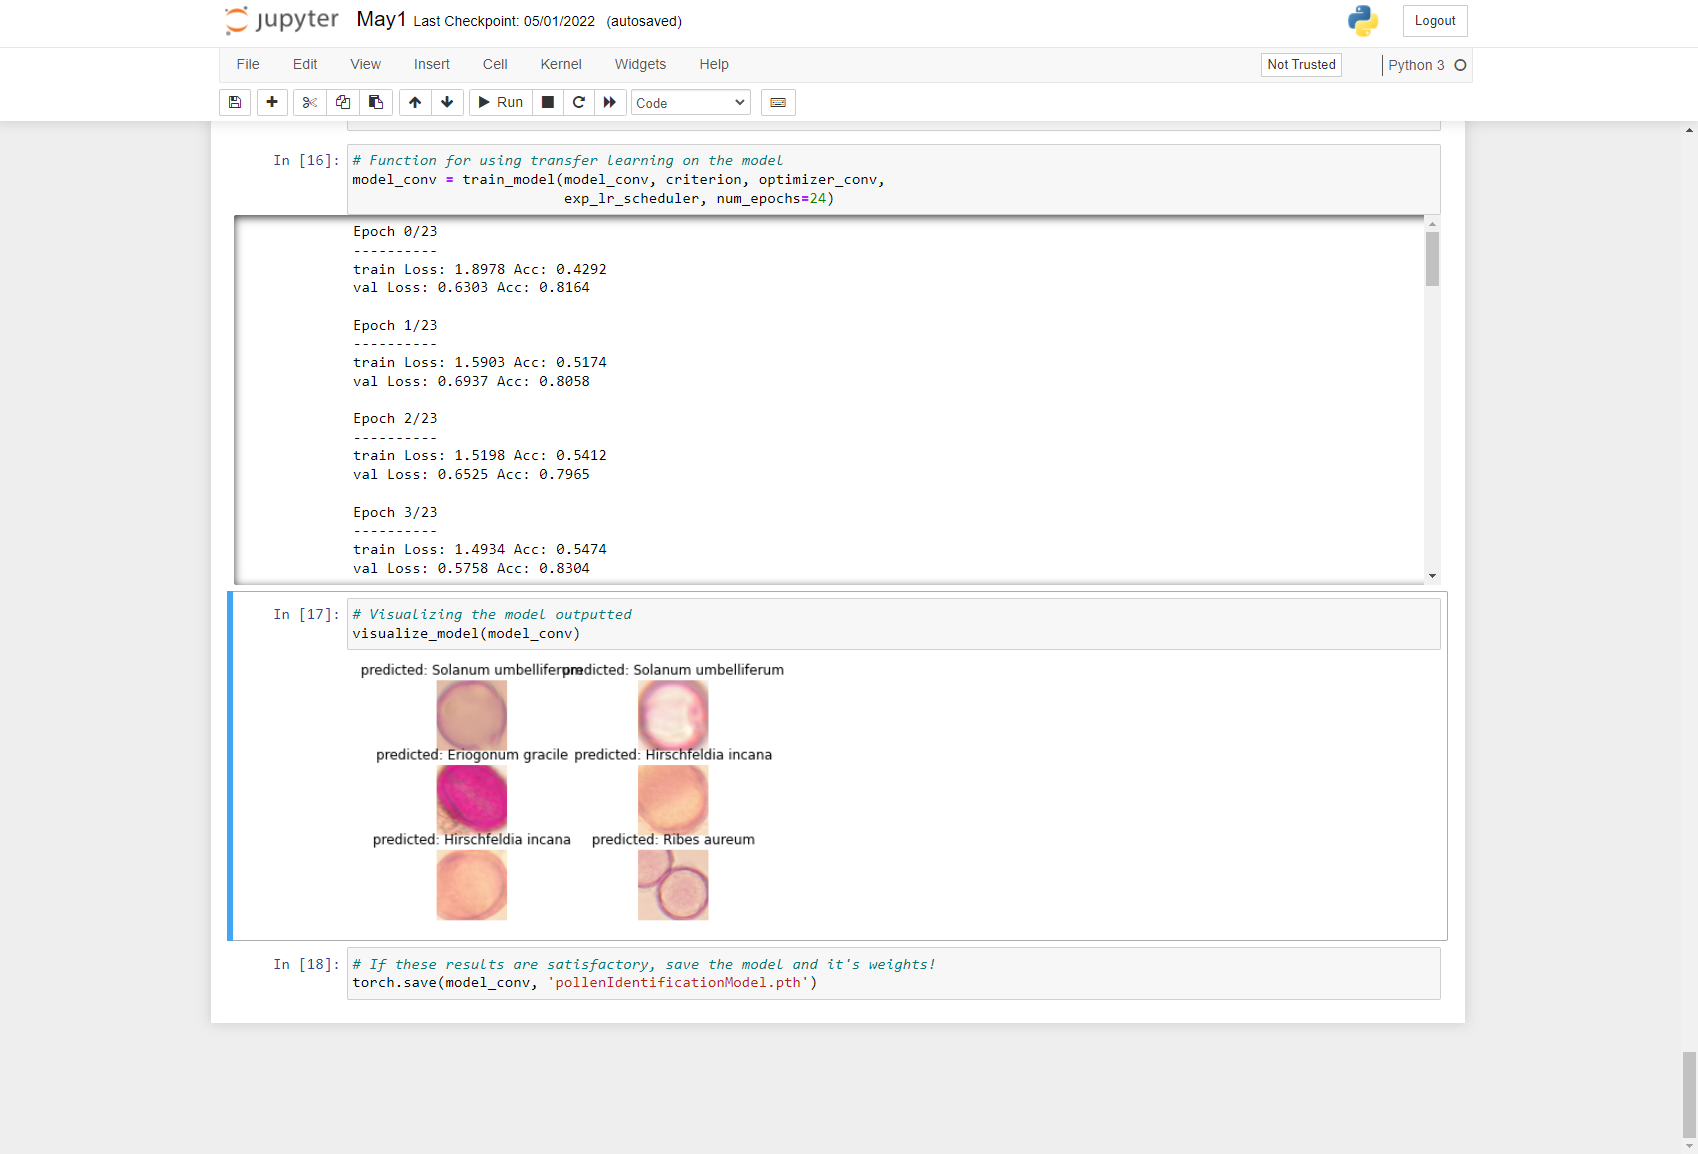 jupyter May1 Last Checkpoint: 05/01/2022 (autosaved) Logout
File Edit View Insert Cell Kernel Widgets Help Not Trusted Python 3
Run Code
In [16]: # Function for using transfer learning on the model
model_conv = train_model(model_conv, criterion, optimizer_conv,
exp_lr_scheduler, num_epochs=24)
Epoch 0/23
----------
train Loss: 1.8978 Acc: 0.4292
val Loss: 0.6303 Acc: 0.8164
Epoch 1/23
----------
train Loss: 1.5903 Acc: 0.5174
val Loss: 0.6937 Acc: 0.8058
Epoch 2/23
----------
train Loss: 1.5198 Acc: 0.5412
val Loss: 0.6525 Acc: 0.7965
Epoch 3/23
----------
train Loss: 1.4934 Acc: 0.5474
val Loss: 0.5758 Acc: 0.8304
In [17]: # Visualizing the model outputted
visualize_model(model_conv)
predicted: Solanum umbelliferum predicted: Solanum umbelliferum
predicted: Eriogonum gracile predicted: Hirschfeldia incana
predicted: Hirschfeldia incana predicted: Ribes aureum
In [18]: # If these results are satisfactory, save the model and it's weights!
torch.save(model_conv, 'pollenIdentificationModel.pth')